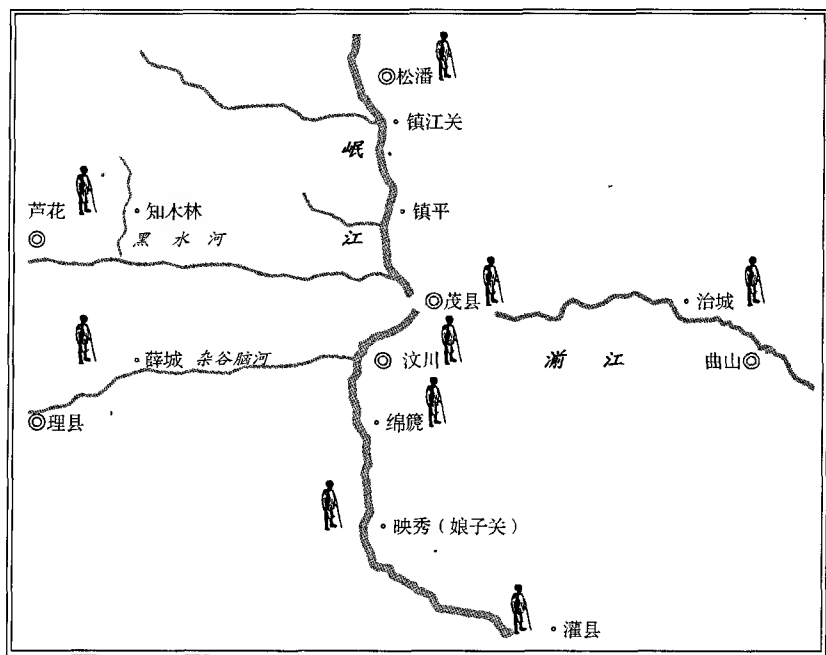 松潘
镇江关
岷
江
镇平
芦花
知木林
黑水河
茂县
治城
薛城
杂谷脑河
汶川
湔江
曲山
理县
绵篪
映秀（娘子关）
灌县